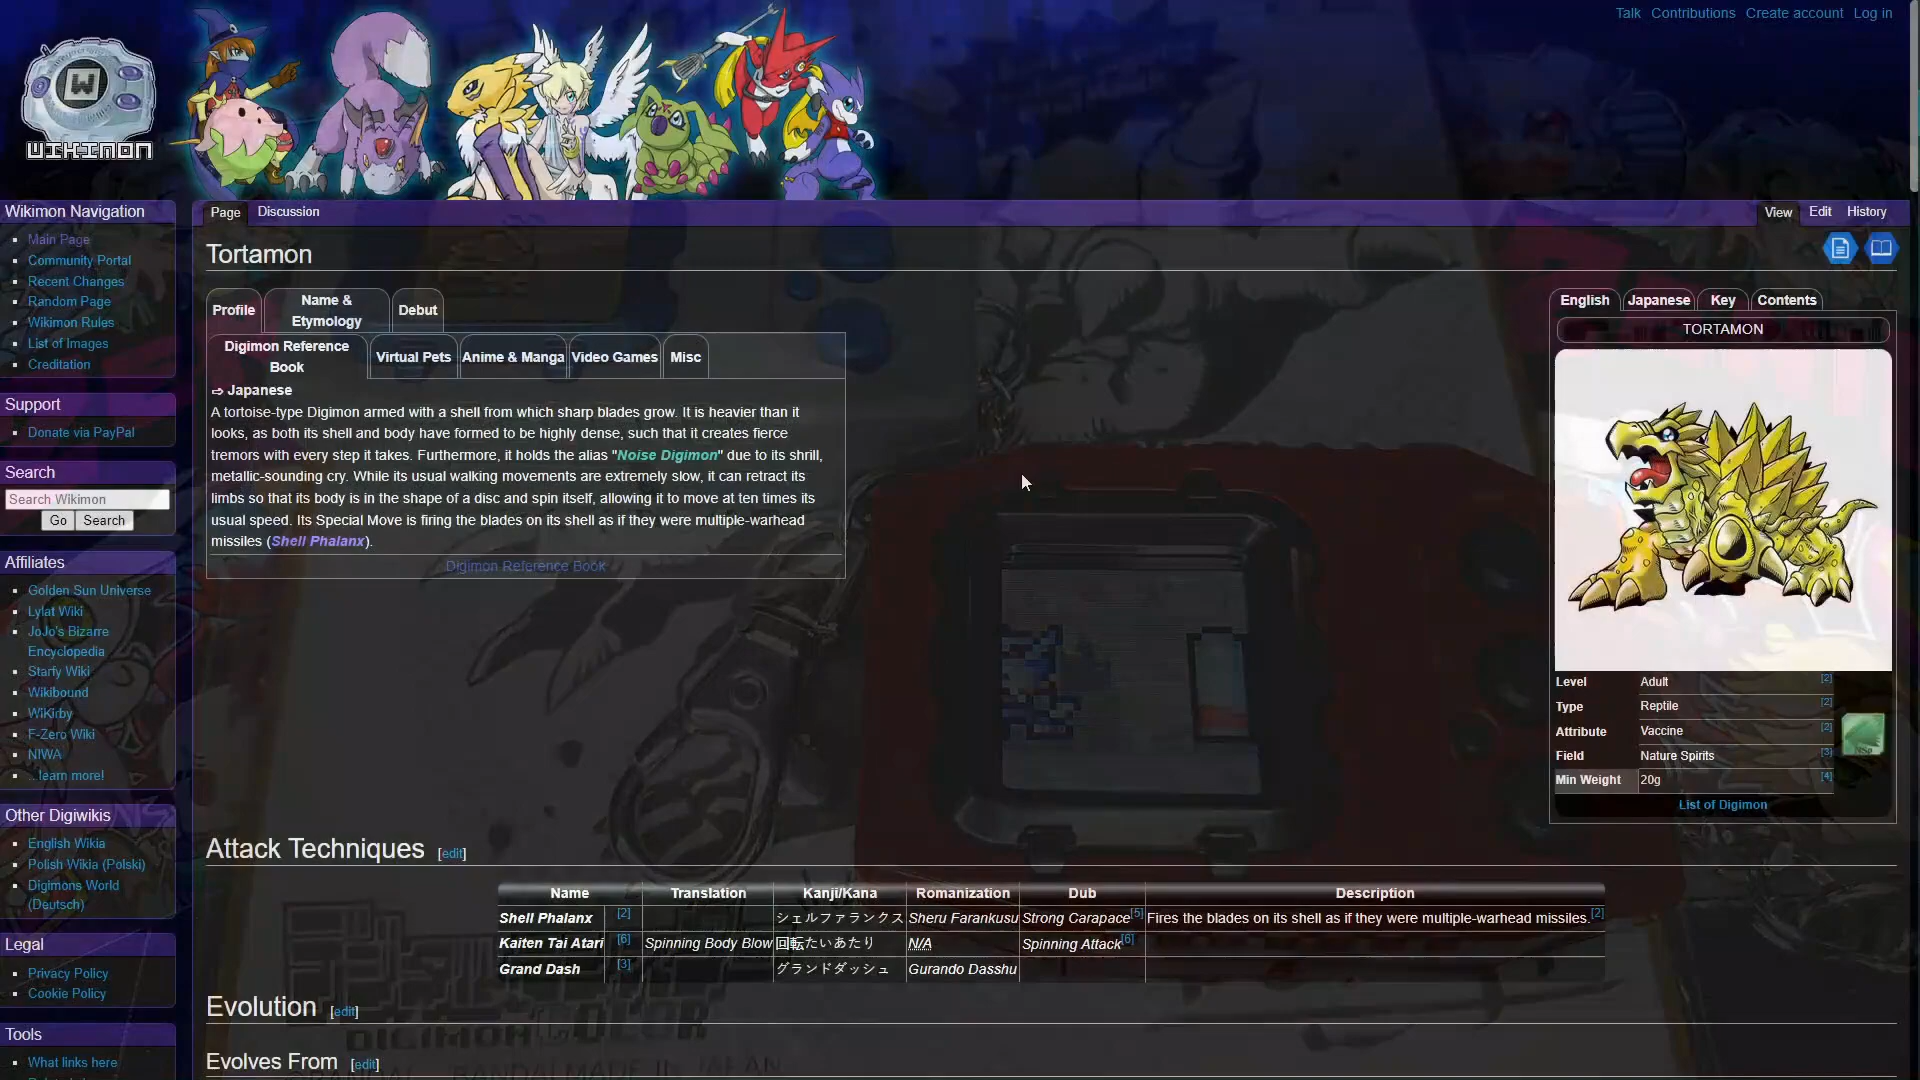 Talk Contributions Create account Log in
W
WIKIMON
Wikimon Navigation
Main Page
Community Portal
Recent Changes
Random Page
Wikimon Rules
List of Images
Creditation
Support
Donate via PayPal
Search
Search Wikimon
Go Search
Affiliates
Golden Sun Universe
Lylat Wiki
JoJo's Bizarre
Encyclopedia
Starfy Wiki
Wikibound
WiKirby
F-Zero Wiki
NIWA
...learn more!
Other Digiwikis
English Wikia
Polish Wikia (Polski)
Digimons World
(Deutsch)
Legal
Privacy Policy
Cookie Policy
Tools
What links here
Page Discussion
View Edit History
Tortamon
Profile Name &
Etymology Debut
Digimon Reference
Book Virtual Pets Anime & Manga Video Games Misc
⇨ Japanese
A tortoise-type Digimon armed with a shell from which sharp blades grow. It is heavier than it
looks, as both its shell and body have formed to be highly dense, such that it creates fierce
tremors with every step it takes. Furthermore, it holds the alias "Noise Digimon" due to its shrill,
metallic-sounding cry. While its usual walking movements are extremely slow, it can retract its
limbs so that its body is in the shape of a disc and spin itself, allowing it to move at ten times its
usual speed. Its Special Move is firing the blades on its shell as if they were multiple-warhead
missiles (Shell Phalanx).
Digimon Reference Book
English Japanese Key Contents
TORTAMON
Level Adult [2]
Type Reptile [2]
Attribute Vaccine [2]
Field Nature Spirits [3]
NSp
Min Weight 20g [4]
List of Digimon
Attack Techniques [edit]
Name Translation Kanji/Kana Romanization Dub Description
Shell Phalanx [2] シェルファランクス Sheru Farankusu Strong Carapace[5] Fires the blades on its shell as if they were multiple-warhead missiles.[2]
Kaiten Tai Atari [6] Spinning Body Blow 回転たいあたり N/A Spinning Attack[6]
Grand Dash [3] グランドダッシュ Gurando Dasshu
Evolution [edit]
Evolves From [edit]